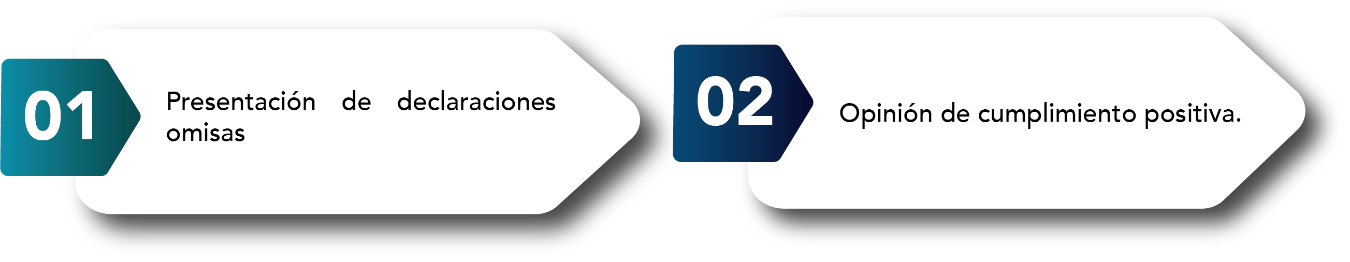 01
Presentación de declaraciones
omisas
02
Opinión de cumplimiento positiva.